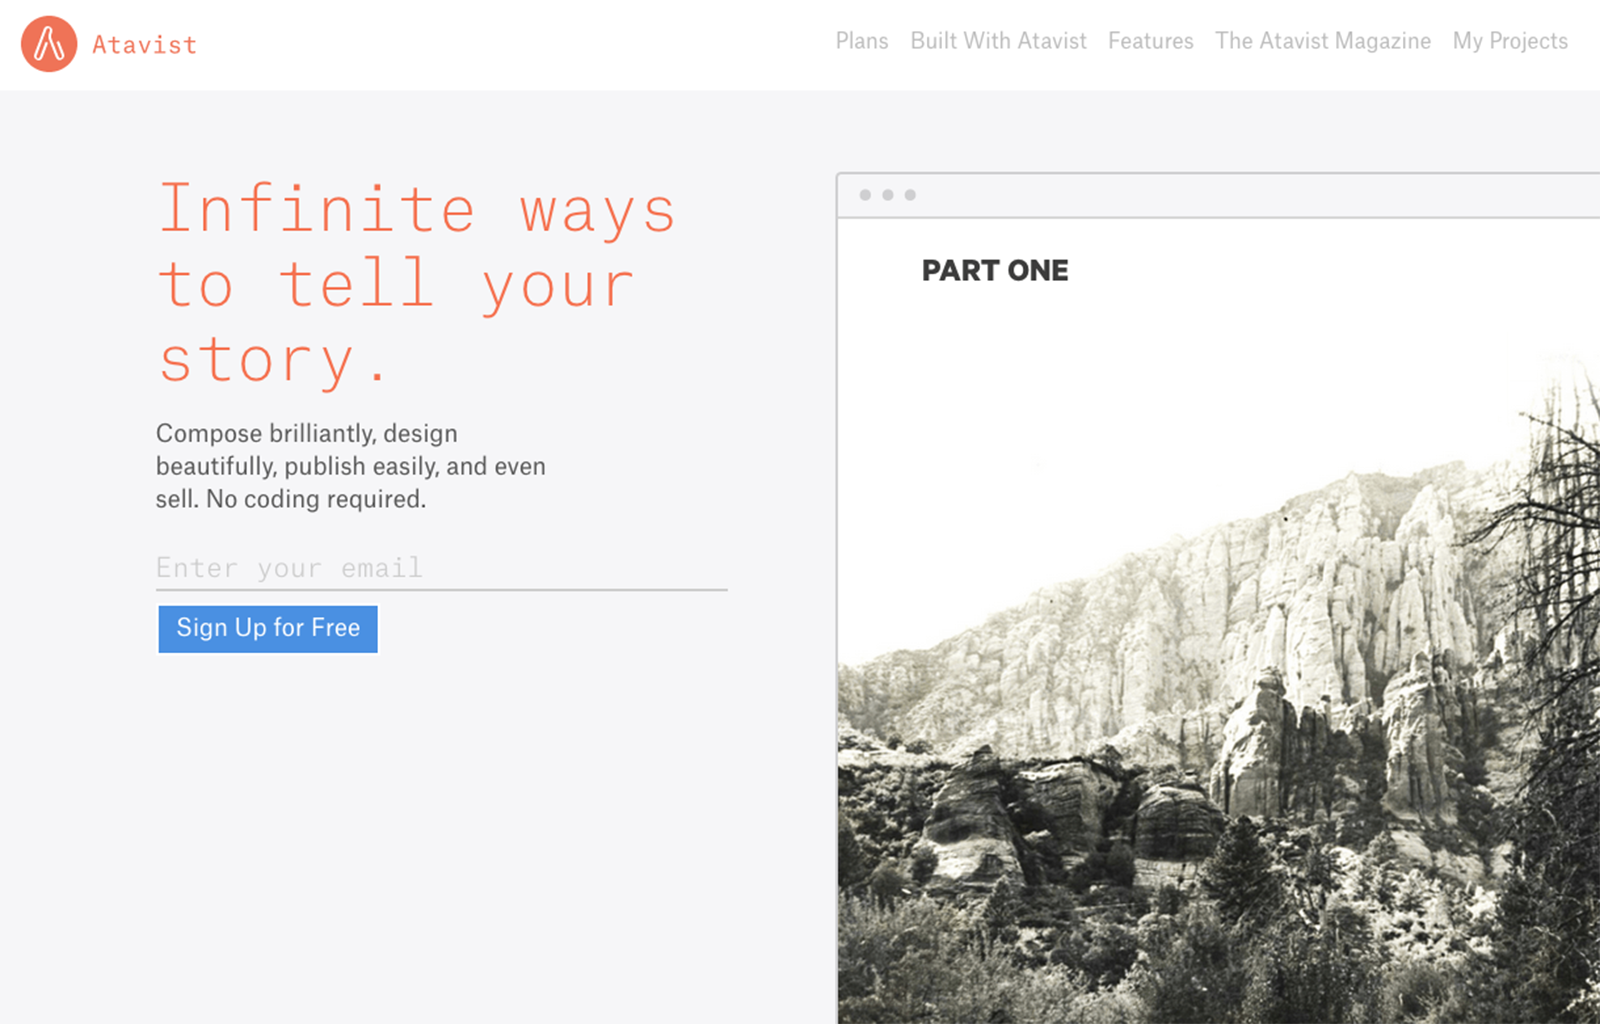 Atavist
Plans Built With Atavist Features The Atavist Magazine My Projects
Infinite ways
to tell your
story.
Compose brilliantly, design
beautifully, publish easily, and even
sell. No coding required.
Enter your email
Sign Up for Free
PART ONE